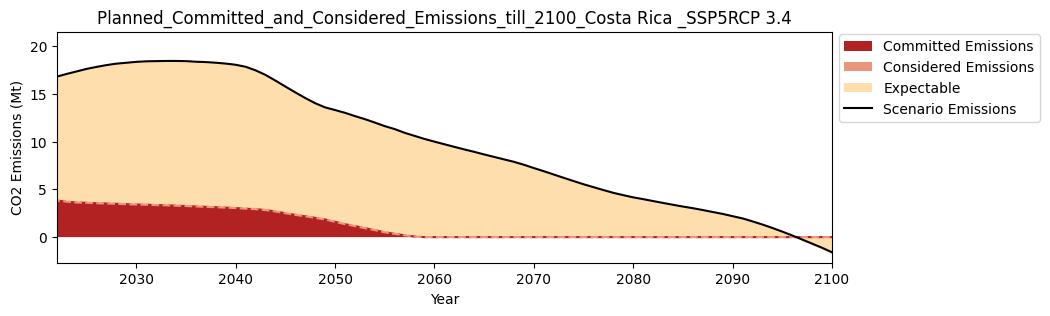 Planned_Committed_and_Considered_Emissions_till_2100_Costa Rica _SSP5RCP 3.4
Committed Emissions
Considered Emissions
Expectable
Scenario Emissions
CO2 Emissions (Mt)
20
15
10
5
0
2030 2040 2050 2060 2070 2080 2090 2100
Year